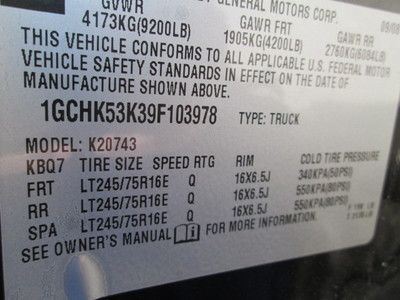 GENERAL MOTORS CORP.
GVWR GAWR FRT GAWR RR 09/08
4173KG(9200LB) 1905KG(4200LB) 2760KG(6084LB)
THIS VEHICLE CONFORMS TO ALL APPLICABLE U.S. FEDERAL MOTOR
VEHICLE SAFETY STANDARDS IN EFFECT ON THE DATE OF
MANUFACTURE SHOWN ABOVE.
1GCHK53K39F103978 TYPE: TRUCK
MODEL: K20743
KBQ7 TIRE SIZE SPEED RTG RIM COLD TIRE PRESSURE
FRT LT245/75R16E Q 16X6.5J 340KPA(50PSI)
RR LT245/75R16E Q 16X6.5J 550KPA(80PSI)
SPA LT245/75R16E Q 16X6.5J 550KPA(80PSI)
SEE OWNER'S MANUAL FOR MORE INFORMATION.